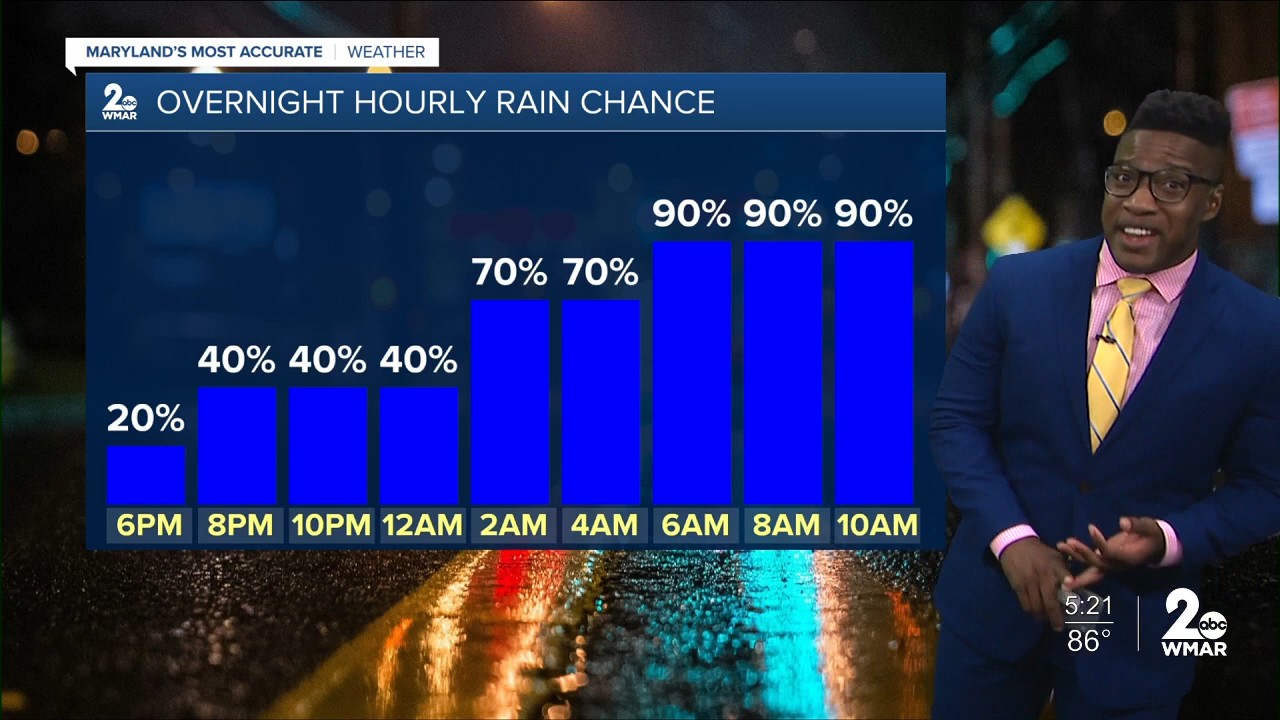 MARYLAND'S MOST ACCURATE | WEATHER
2 abc
WMAR
OVERNIGHT HOURLY RAIN CHANCE
90% 90% 90%
70% 70%
40% 40% 40%
20%
6PM 8PM 10PM 12AM 2AM 4AM 6AM 8AM 10AM
5:21
86°
2 abc
WMAR